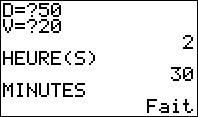 D=?50
V=?20
2
HEURE(S)
30
MINUTES
Fait